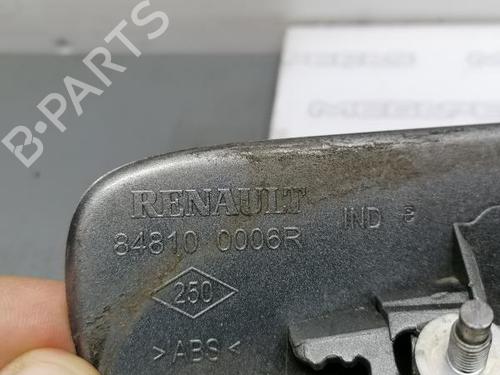 B-PARTS
RENAULT
84810 0006R
IND
250
>ABS<